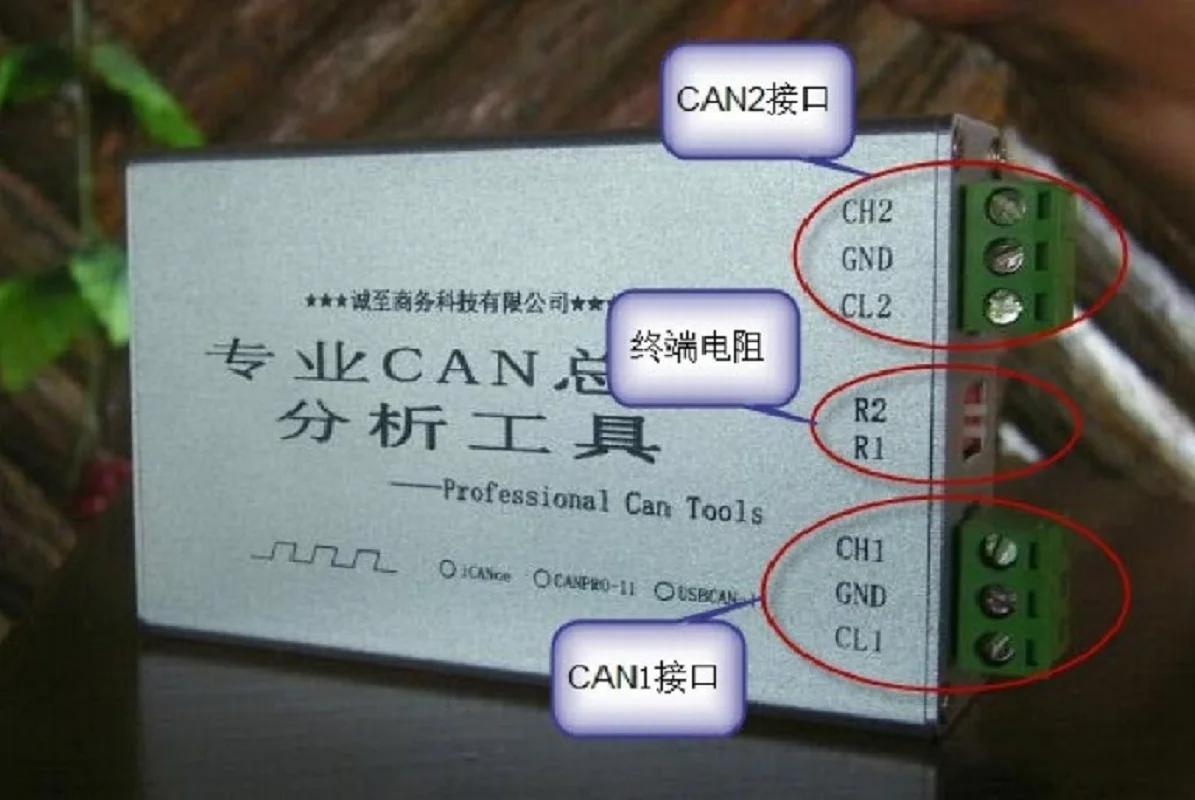 CAN2接口
CH2
GND
CL2
★★★诚至商务科技有限公司★★
终端电阻
专业CAN总
分析工具
R2
R1
——Professional Can Tools
CH1
GND
CL1
CANPRO-II
USBCAN-
CAN1接口